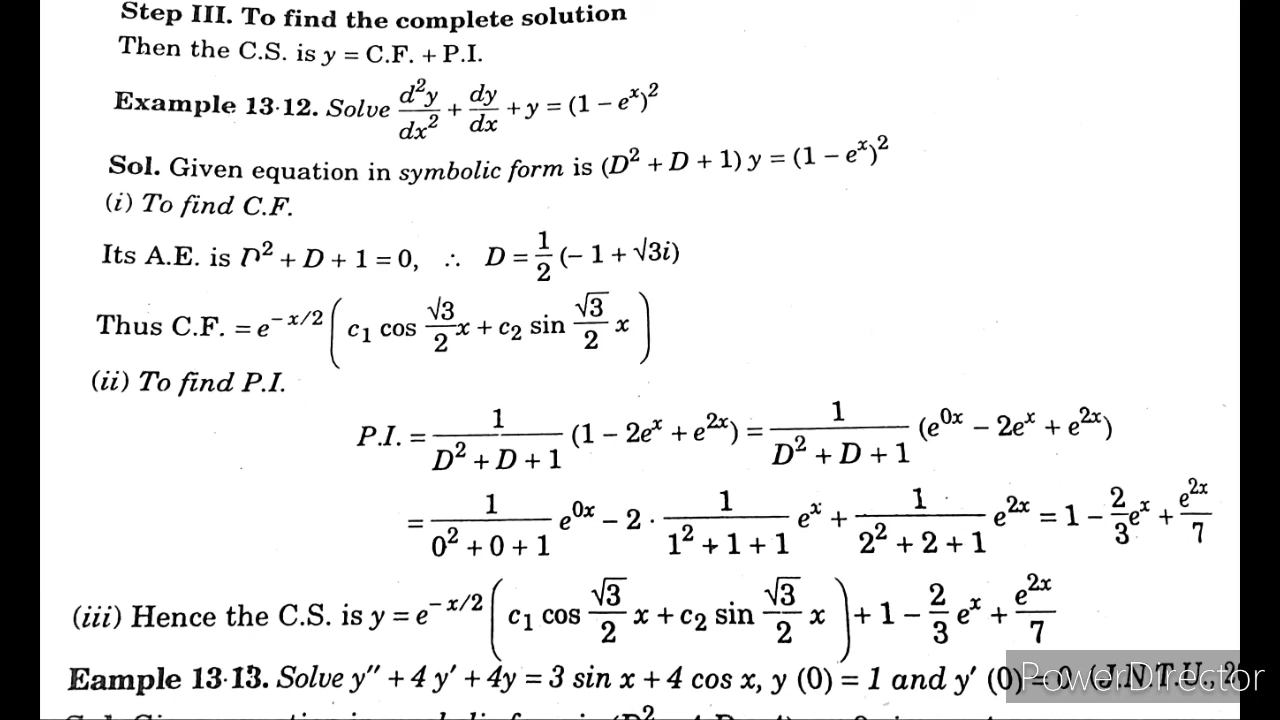 Step III. To find the complete solution
Then the C.S. is y = C.F. + P.I.
Example 13·12. Solve d²y/dx² + dy/dx + y = (1 – eˣ)²
Sol. Given equation in symbolic form is (D² + D + 1) y = (1 – eˣ)²
(i) To find C.F.
Its A.E. is D² + D + 1 = 0, ∴ D = 1/2 (– 1 + √3i)
Thus C.F. = e^(– x/2) ( c₁ cos √3/2 x + c₂ sin √3/2 x )
(ii) To find P.I.
P.I. = 1/(D² + D + 1) (1 – 2eˣ + e²ˣ) = 1/(D² + D + 1) (e⁰ˣ – 2eˣ + e²ˣ)
= 1/(0² + 0 + 1) e⁰ˣ – 2 · 1/(1² + 1 + 1) eˣ + 1/(2² + 2 + 1) e²ˣ = 1 – 2/3 eˣ + e²ˣ/7
(iii) Hence the C.S. is y = e^(– x/2) ( c₁ cos √3/2 x + c₂ sin √3/2 x ) + 1 – 2/3 eˣ + e²ˣ/7
Eample 13·13. Solve y″ + 4 y′ + 4y = 3 sin x + 4 cos x, y (0) = 1 and y′ (0) = 0 (J.N.T.U.,
PowerDirector